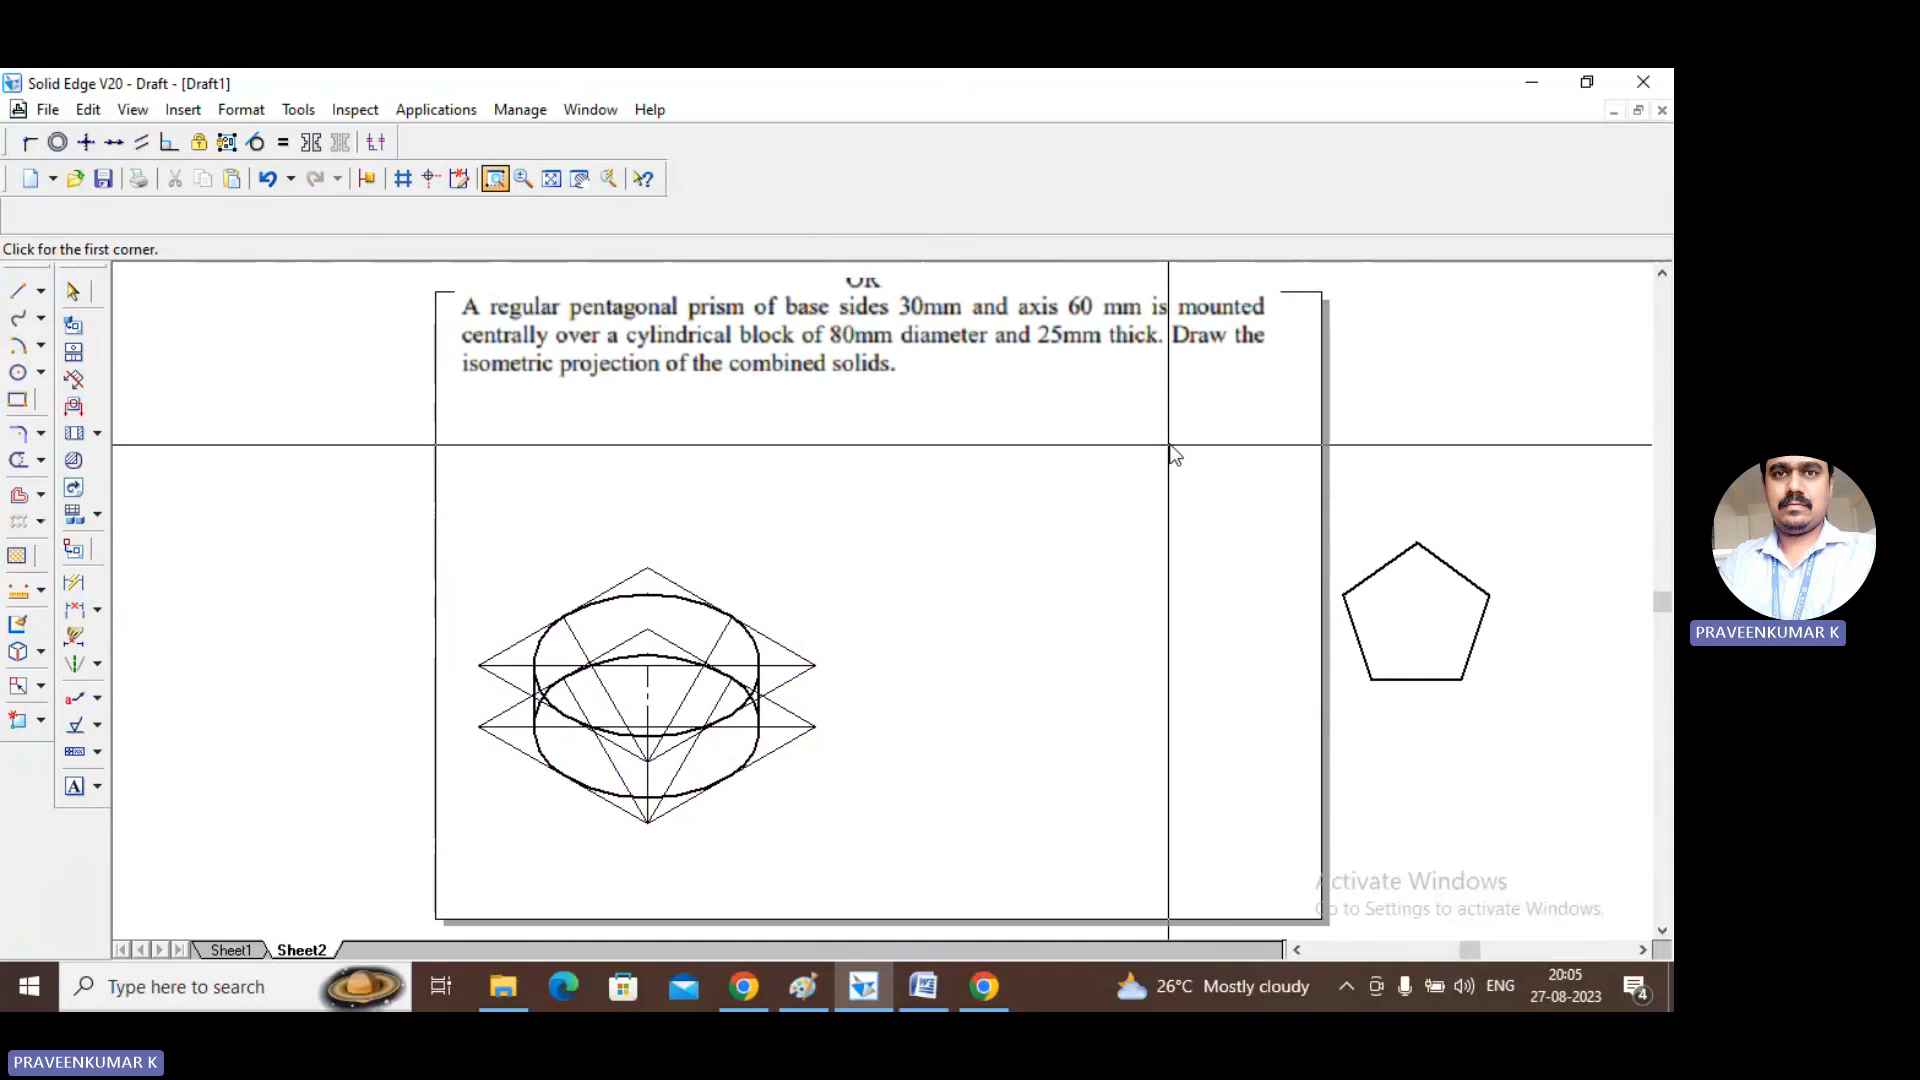 Solid Edge V20 - Draft - [Draft1]
File Edit View Insert Format Tools Inspect Applications Manage Window Help
Click for the first corner.
OR
A regular pentagonal prism of base sides 30mm and axis 60 mm is mounted
centrally over a cylindrical block of 80mm diameter and 25mm thick. Draw the
isometric projection of the combined solids.
PRAVEENKUMAR K
Activate Windows
Go to Settings to activate Windows.
Sheet1 Sheet2
Type here to search
26°C Mostly cloudy
ENG
20:05
27-08-2023
4
PRAVEENKUMAR K